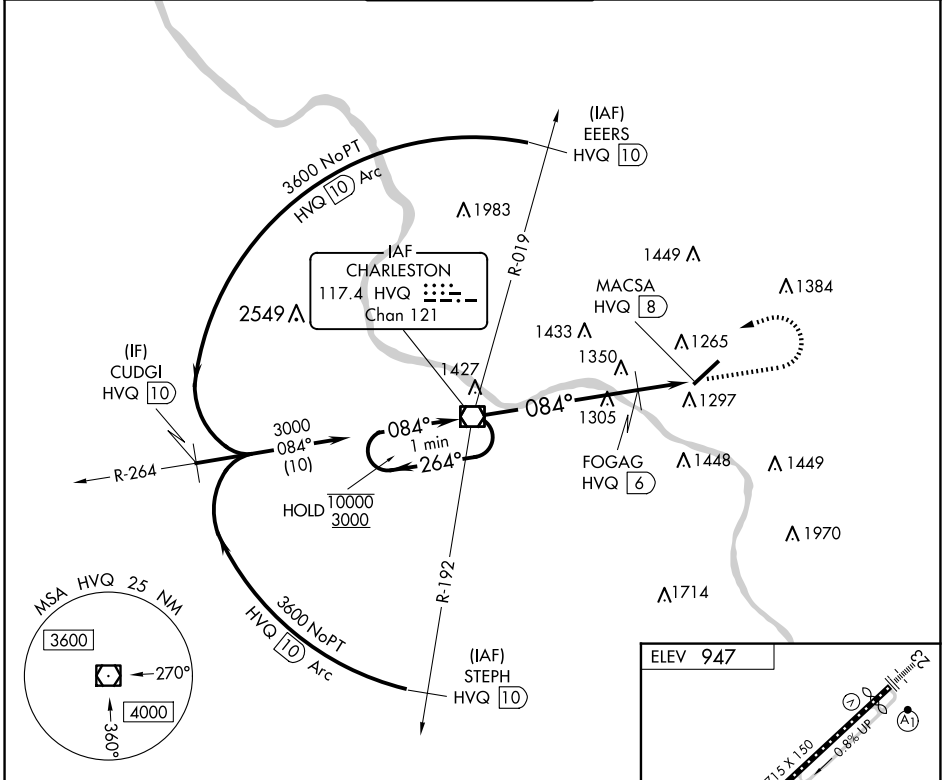 (IAF)
EEERS
HVQ 10
3600 NoPT
HVQ 10 Arc
1983
R-019
IAF
CHARLESTON
117.4 HVQ
Chan 121
1449
1384
MACSA
HVQ 8
2549
1433
1265
1350
(IF)
CUDGI
HVQ 10
1427
084°
1297
1305
3000
084°
(10)
084°
1 min
264°
R-264
FOGAG
HVQ 6
1448
1449
HOLD 10000
3000
1970
R-192
1714
MSA HVQ 25 NM
3600
270°
4000
360°
3600 NoPT
HVQ 10 Arc
(IAF)
STEPH
HVQ 10
ELEV 947
23
V
A1
0.8% UP
715 X 150